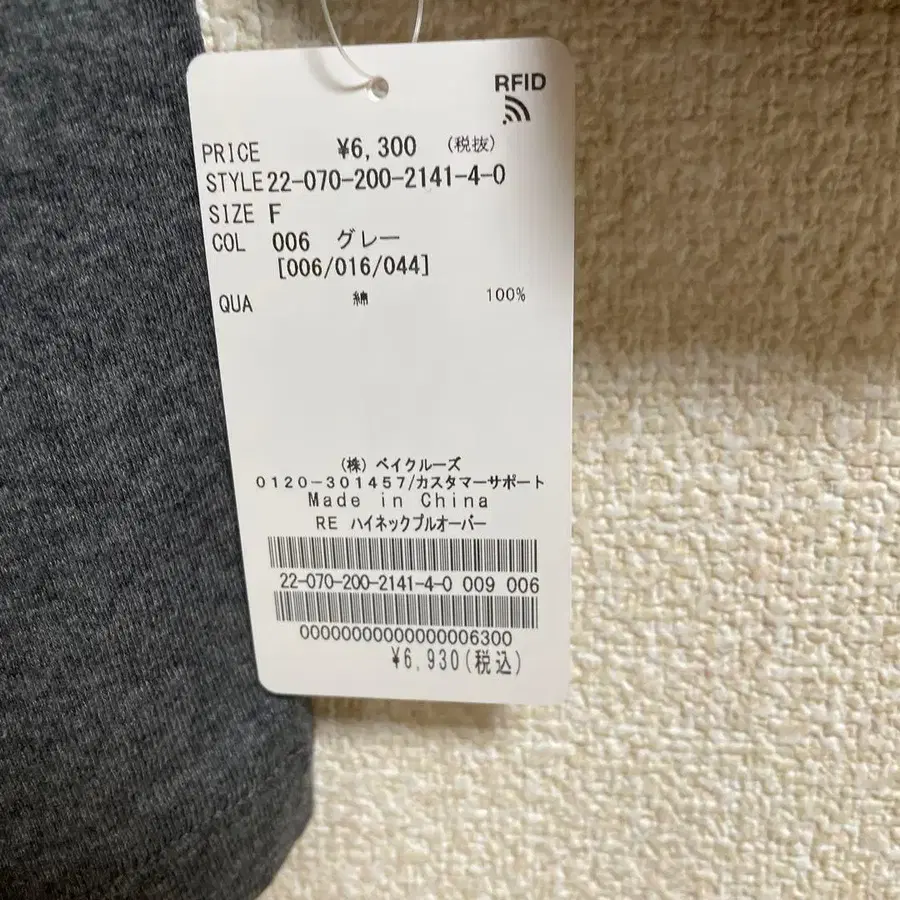 RFID
PRICE ¥6,300 (税抜)
STYLE 22-070-200-2141-4-0
SIZE F
COL 006 グレー
[006/016/044]
QUA 綿 100%
(株) ベイクルーズ
0120-301457/カスタマーサポート
Made in China
RE ハイネックプルオーバー
22-070-200-2141-4-0 009 006
00000000000000006300
¥6,930(税込)